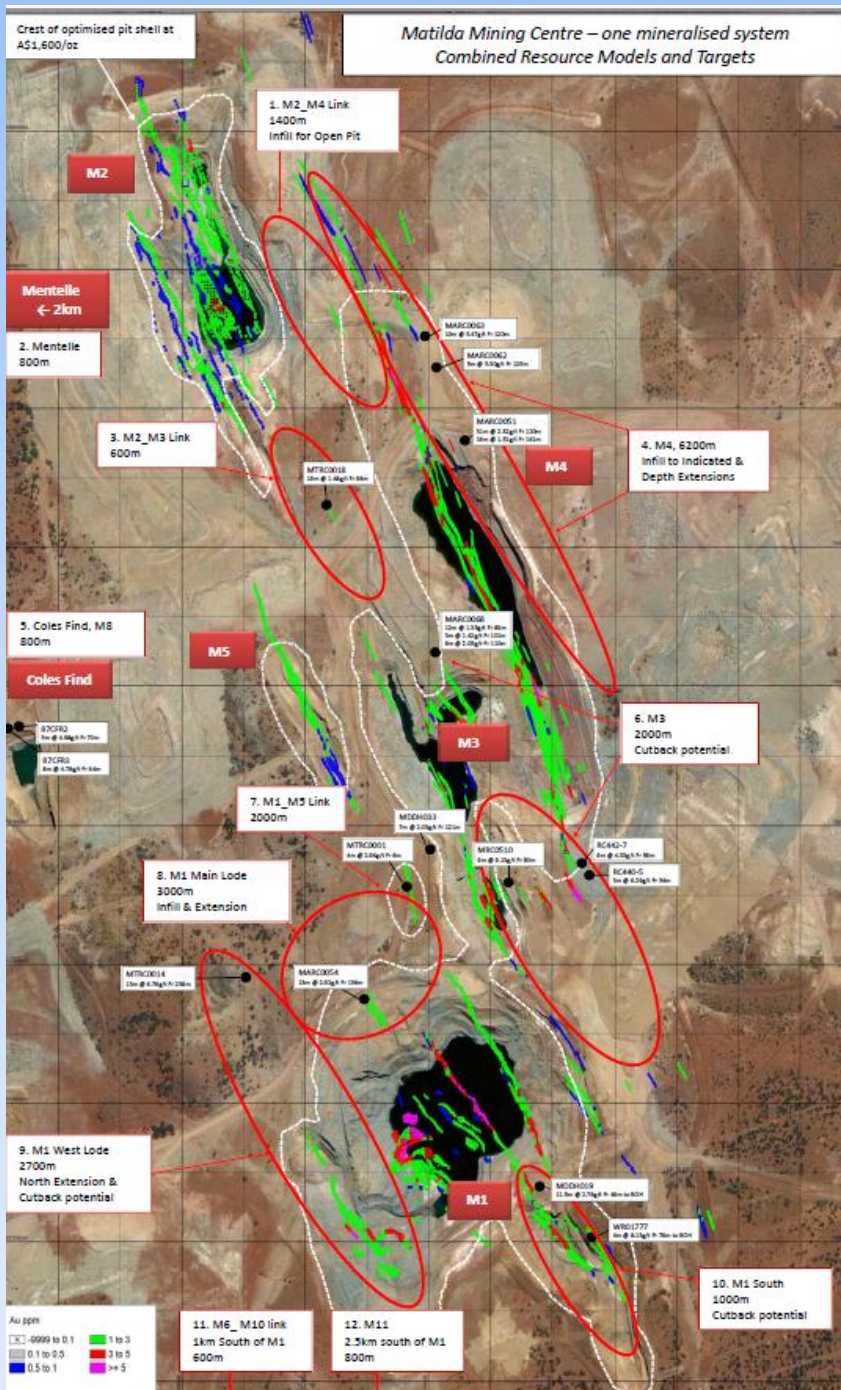 Crest of optimised pit shell at
A$1,600/oz
Matilda Mining Centre – one mineralised system
Combined Resource Models and Targets
1. M2_M4 Link
1400m
Infill for Open Pit
M2
Mentelle
← 2km
2. Mentelle
800m
MARC0063
MARC0062
MARC0051
3. M2_M3 Link
600m
MTRC0018
M4
4. M4, 6200m
Infill to Indicated &
Depth Extensions
5. Coles Find, M8
800m
Coles Find
M5
MARC0068
M3
6. M3
2000m
Cutback potential
87CFR2
87CFR3
7. M1_M5 Link
2000m
MDDH033
MTRC0001
MRC0510
RC442-7
RC440-5
8. M1 Main Lode
3000m
Infill & Extension
MTRC0014
MARC0054
9. M1 West Lode
2700m
North Extension &
Cutback potential
M1
MDDH019
WR01777
10. M1 South
1000m
Cutback potential
11. M6_ M10 link
1km South of M1
600m
12. M11
2.5km south of M1
800m
Au ppm
-9999 to 0.1
0.1 to 0.5
0.5 to 1
1 to 3
3 to 5
>= 5